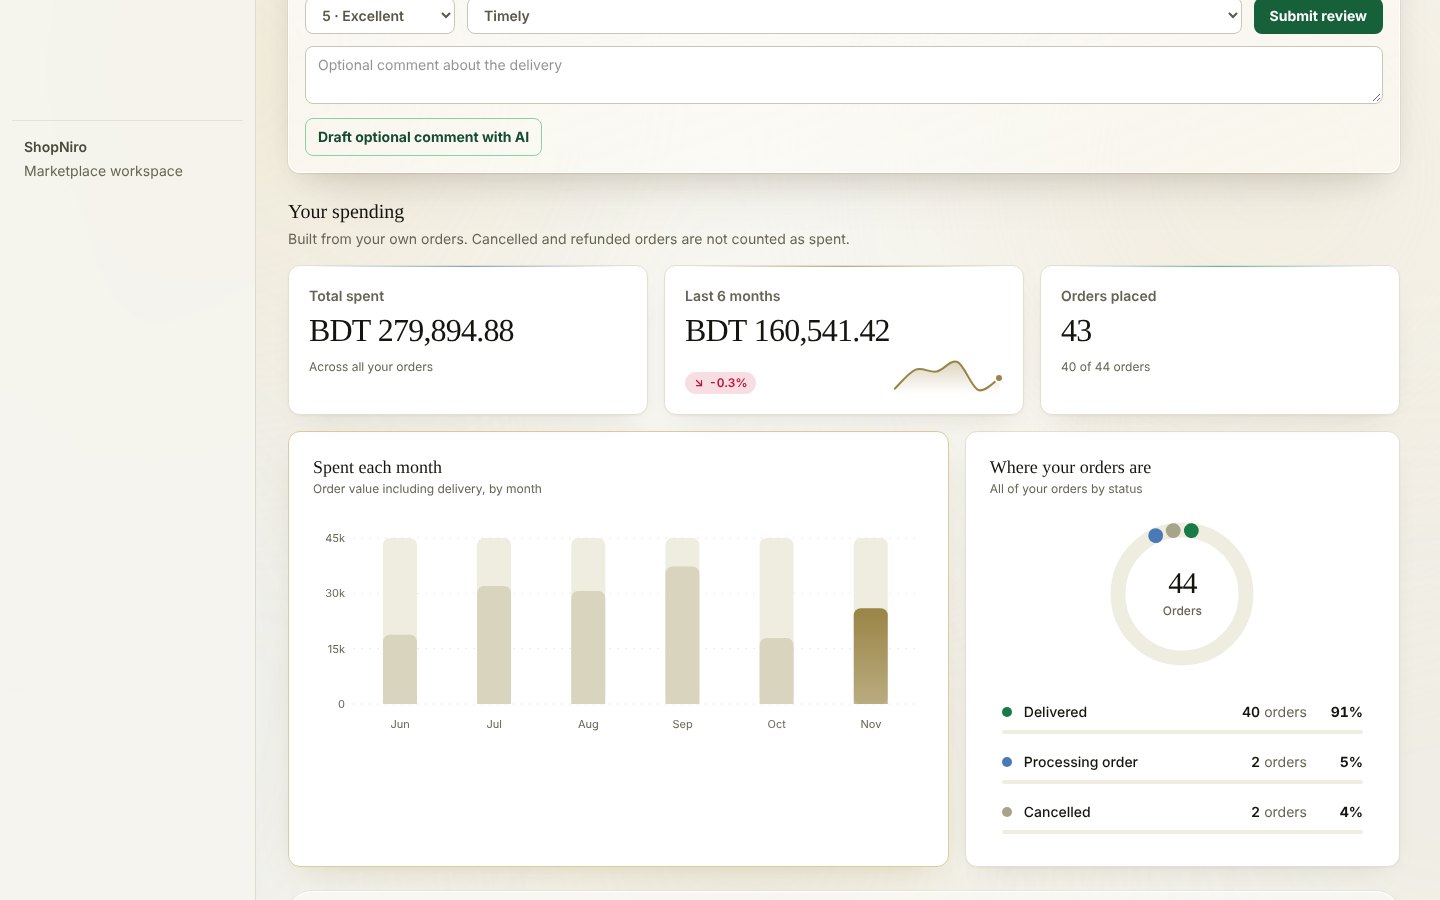 5 · Excellent
Timely
Submit review
Optional comment about the delivery
Draft optional comment with AI
ShopNiro
Marketplace workspace
Your spending
Built from your own orders. Cancelled and refunded orders are not counted as spent.
Total spent
BDT 279,894.88
Across all your orders
Last 6 months
BDT 160,541.42
-0.3%
Orders placed
43
40 of 44 orders
Spent each month
Order value including delivery, by month
45k
30k
15k
0
Jun Jul Aug Sep Oct Nov
Where your orders are
All of your orders by status
44
Orders
Delivered 40 orders 91%
Processing order 2 orders 5%
Cancelled 2 orders 4%